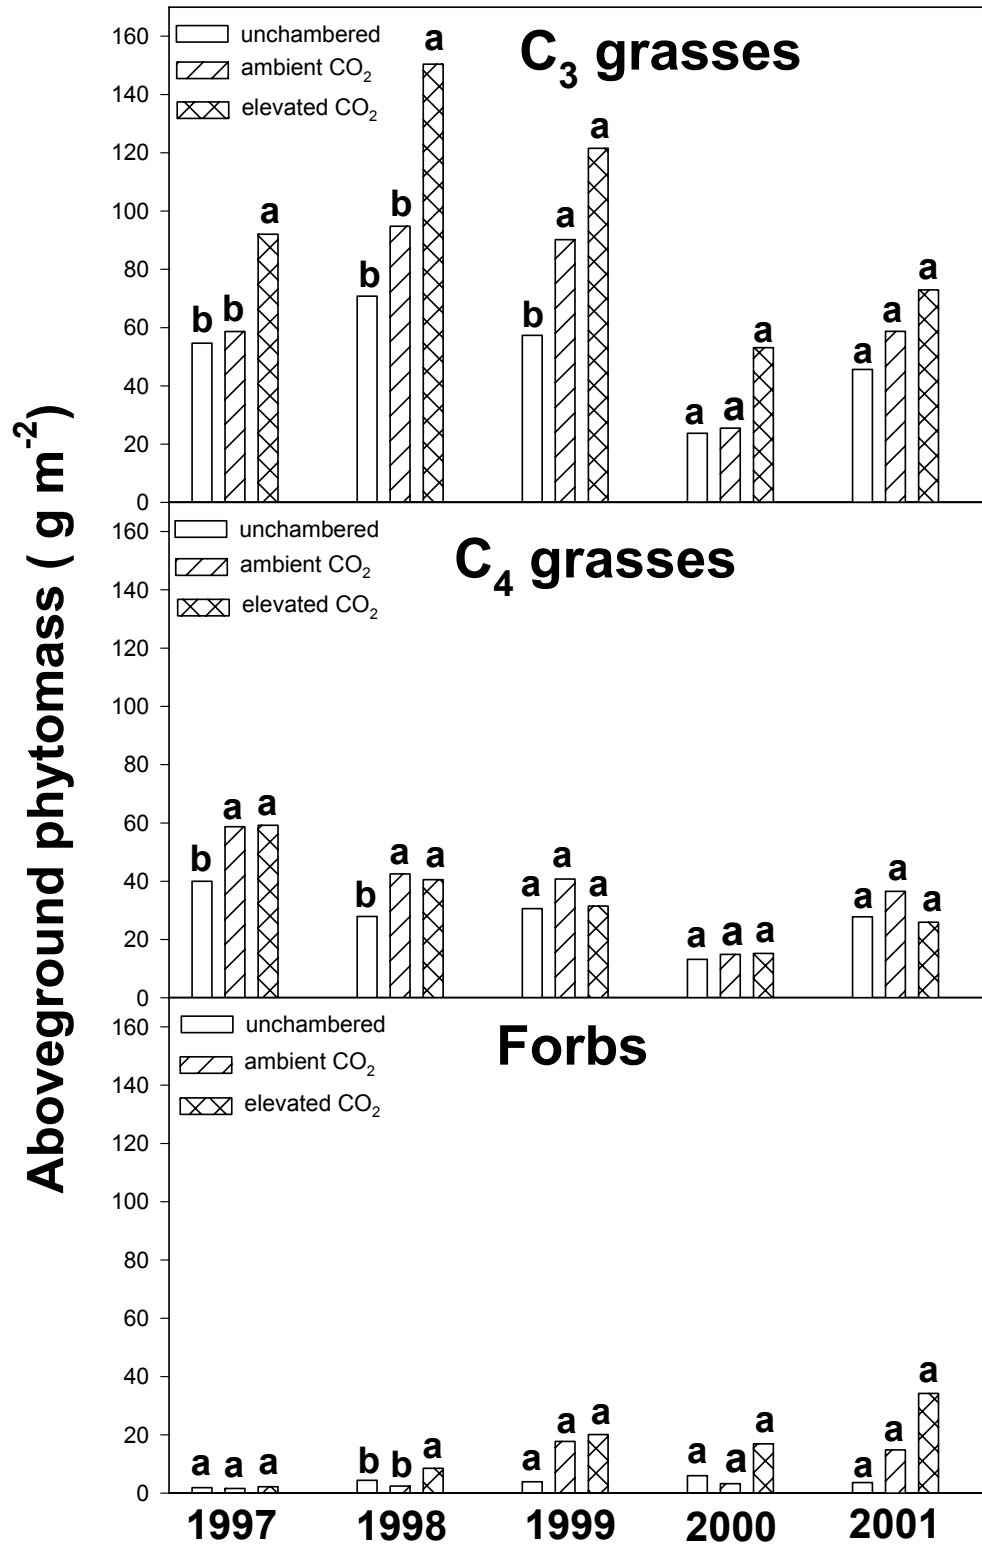 Aboveground phytomass ( g m-2)
C3 grasses
unchambered
ambient CO2
elevated CO2
160
140
120
100
80
60
40
20
0
b b a
b b a
b a a
a a a
a a a
C4 grasses
unchambered
ambient CO2
elevated CO2
160
140
120
100
80
60
40
20
0
b a a
b a a
a a a
a a a
a a a
Forbs
unchambered
ambient CO2
elevated CO2
160
140
120
100
80
60
40
20
0
a a a
b b a
a a a
a a a
a a a
1997 1998 1999 2000 2001